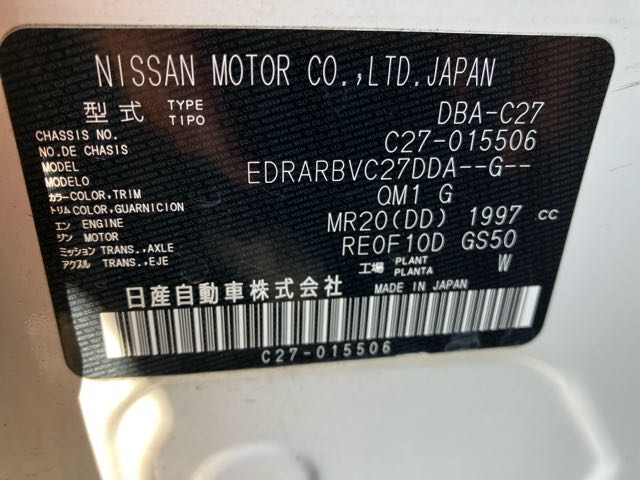 NISSAN MOTOR CO.,LTD.JAPAN
型式 TYPE TIPO DBA-C27
CHASSIS NO. NO.DE CHASIS C27-015506
MODEL MODELO EDRARBVC27DDA--G--
カラー COLOR,TRIM トリム COLOR,GUARNICION QM1 G
エン ENGINE ジン MOTOR MR20(DD) 1997 cc
ミッション TRANS.,AXLE アクスル TRANS.,EJE RE0F10D GS50
工場 PLANT PLANTA W
日産自動車株式会社 MADE IN JAPAN
C27-015506